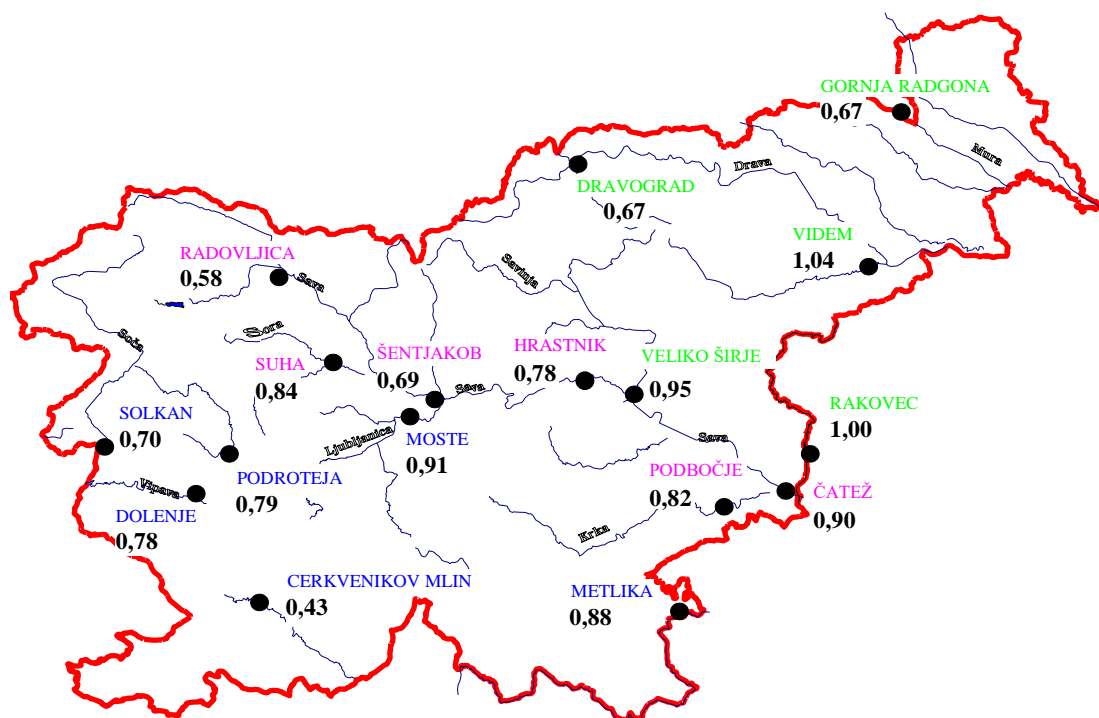 GORNJA RADGONA
0,67
Mura
Drava
DRAVOGRAD
0,67
VIDEM
1,04
RADOVLJICA
0,58
Sava
Savinja
Soča
Sora
SUHA
0,84
ŠENTJAKOB
0,69
Sava
HRASTNIK
0,78
VELIKO ŠIRJE
0,95
SOLKAN
0,70
Ljubljanica
MOSTE
0,91
Sava
RAKOVEC
1,00
PODROTEJA
0,79
Vipava
DOLENJE
0,78
PODBOČJE
0,82
ČATEŽ
0,90
Krka
CERKVENIKOV MLIN
0,43
METLIKA
0,88